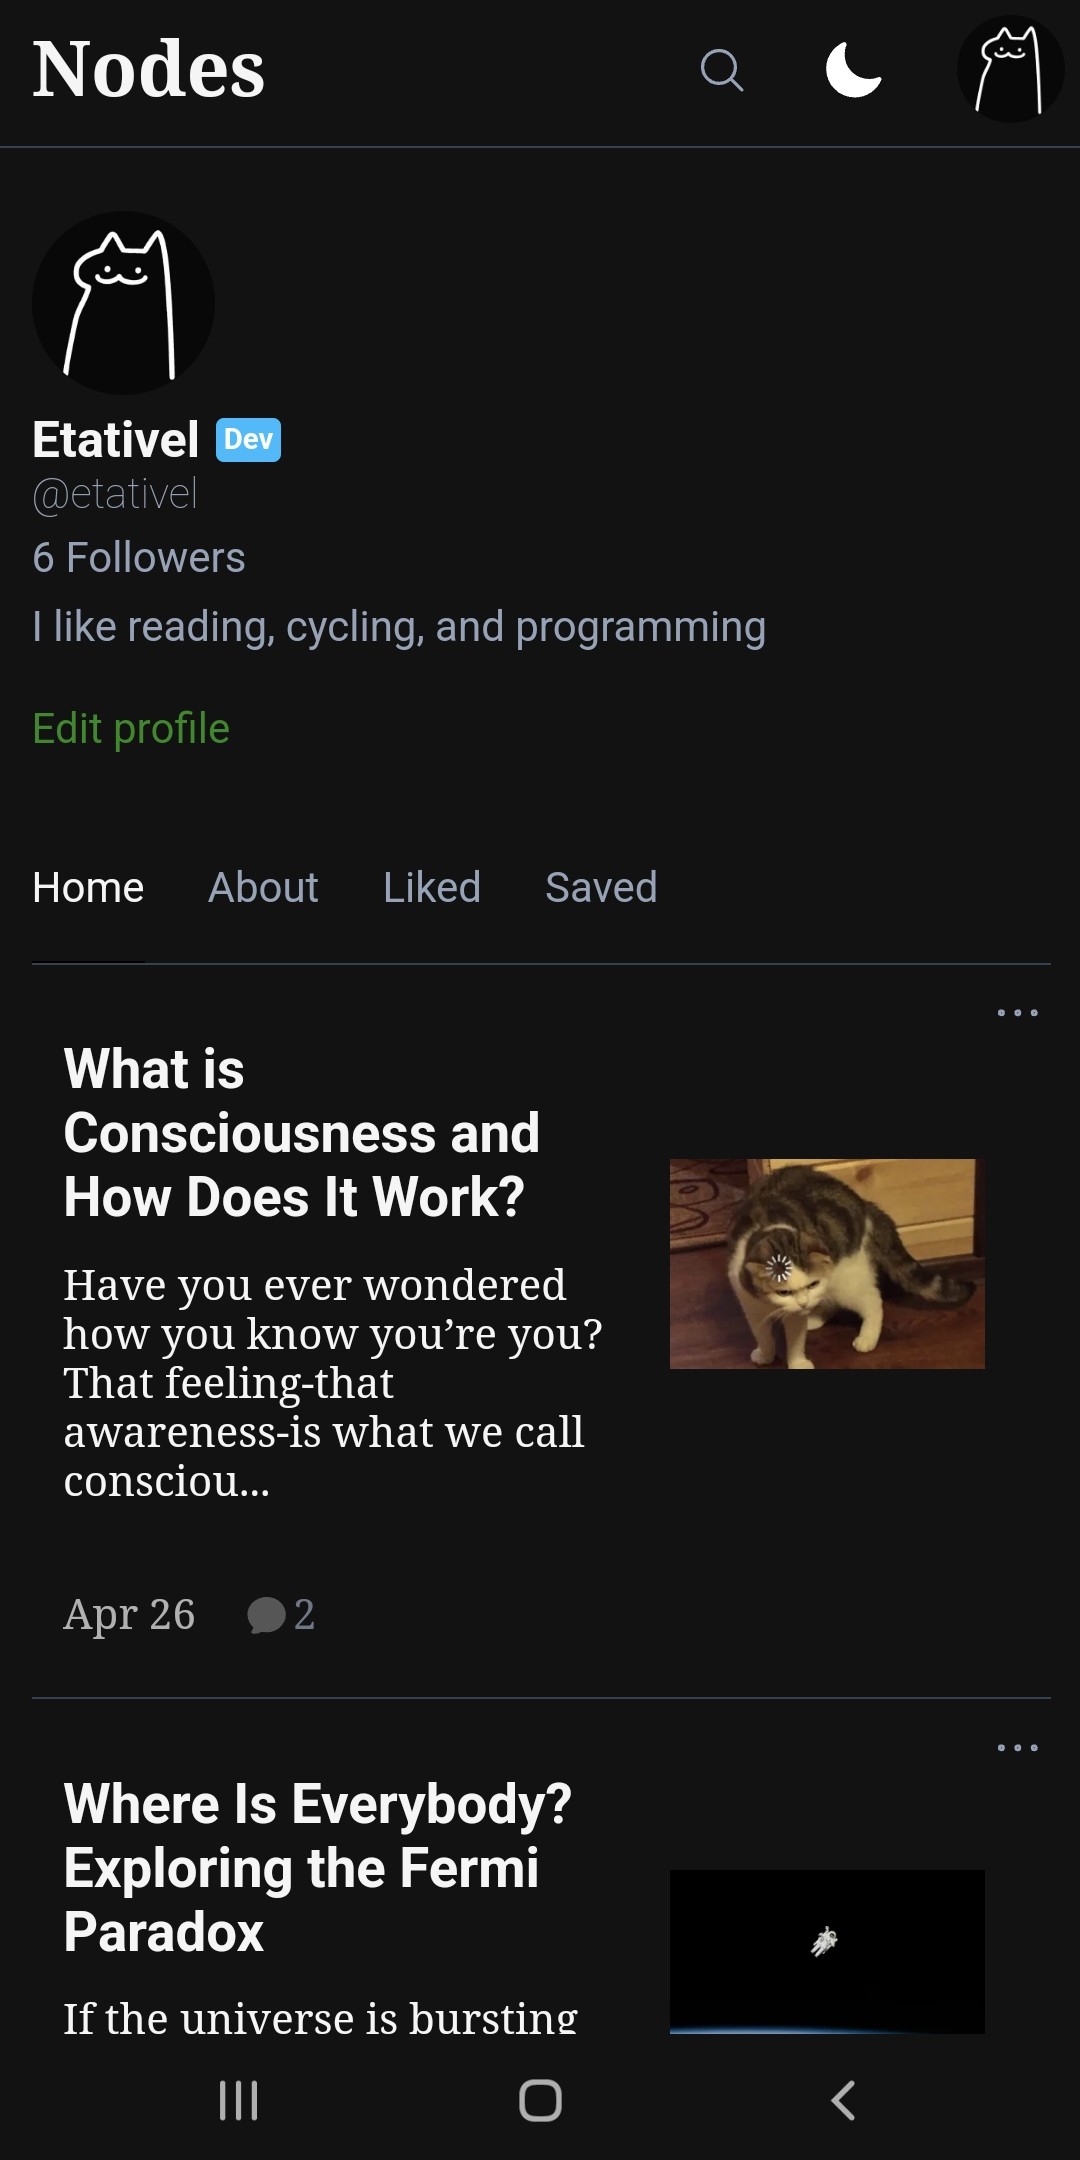 Nodes
Etativel Dev
@etativel
6 Followers
I like reading, cycling, and programming
Edit profile
Home About Liked Saved
What is
Consciousness and
How Does It Work?
Have you ever wondered
how you know you’re you?
That feeling-that
awareness-is what we call
consciou...
Apr 26 2
Where Is Everybody?
Exploring the Fermi
Paradox
If the universe is bursting